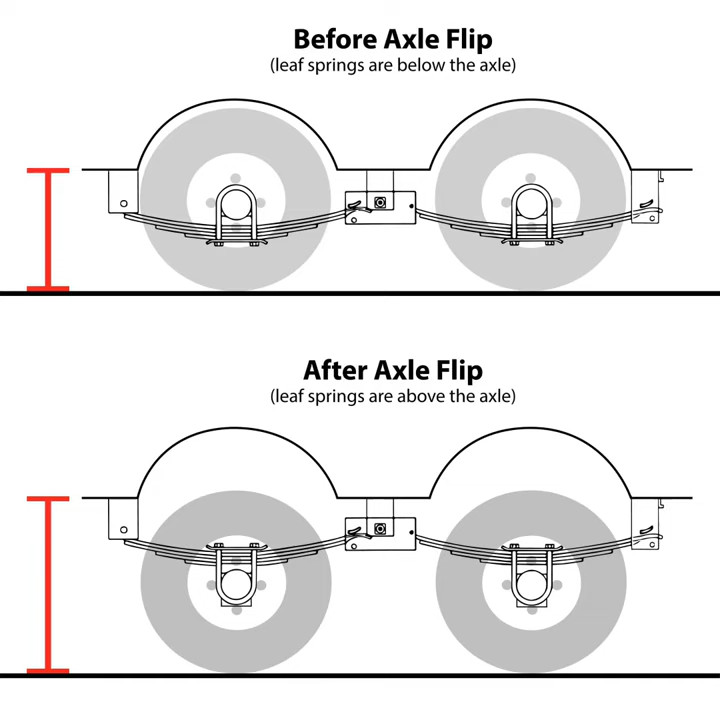 Before Axle Flip
(leaf springs are below the axle)
After Axle Flip
(leaf springs are above the axle)